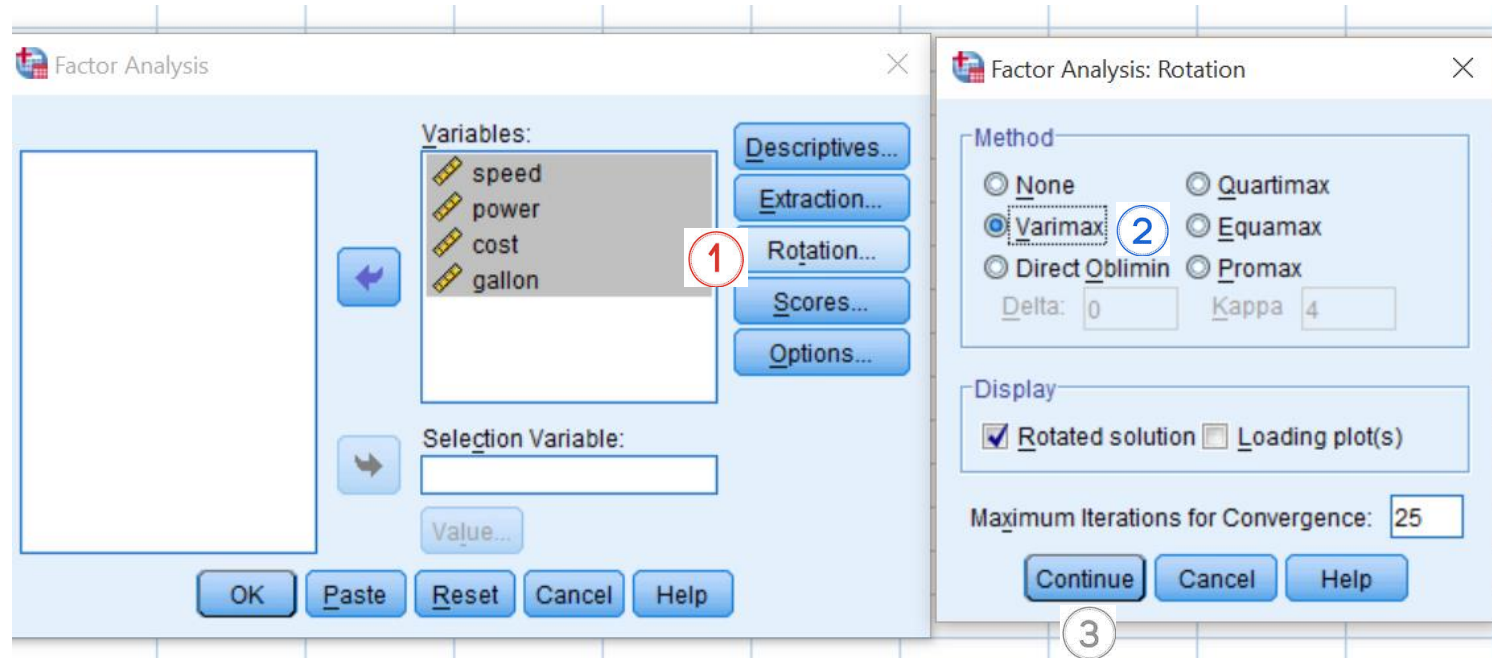 Factor Analysis
Variables:
speed
power
cost
gallon
Descriptives...
Extraction...
1
Rotation...
Scores...
Options...
Selection Variable:
Value...
OK Paste Reset Cancel Help
Factor Analysis: Rotation
Method
None Quartimax
Varimax 2 Equamax
Direct Oblimin Promax
Delta: 0 Kappa 4
Display
Rotated solution Loading plot(s)
Maximum Iterations for Convergence: 25
Continue Cancel Help
3